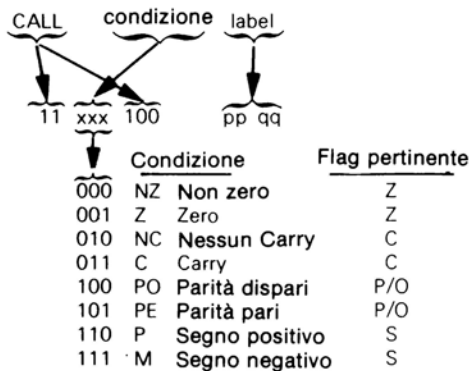 CALL condizione label
11 xxx 100 pp qq
Condizione Flag pertinente
000 NZ Non zero Z
001 Z Zero Z
010 NC Nessun Carry C
011 C Carry C
100 PO Parità dispari P/O
101 PE Parità pari P/O
110 P Segno positivo S
111 M Segno negativo S